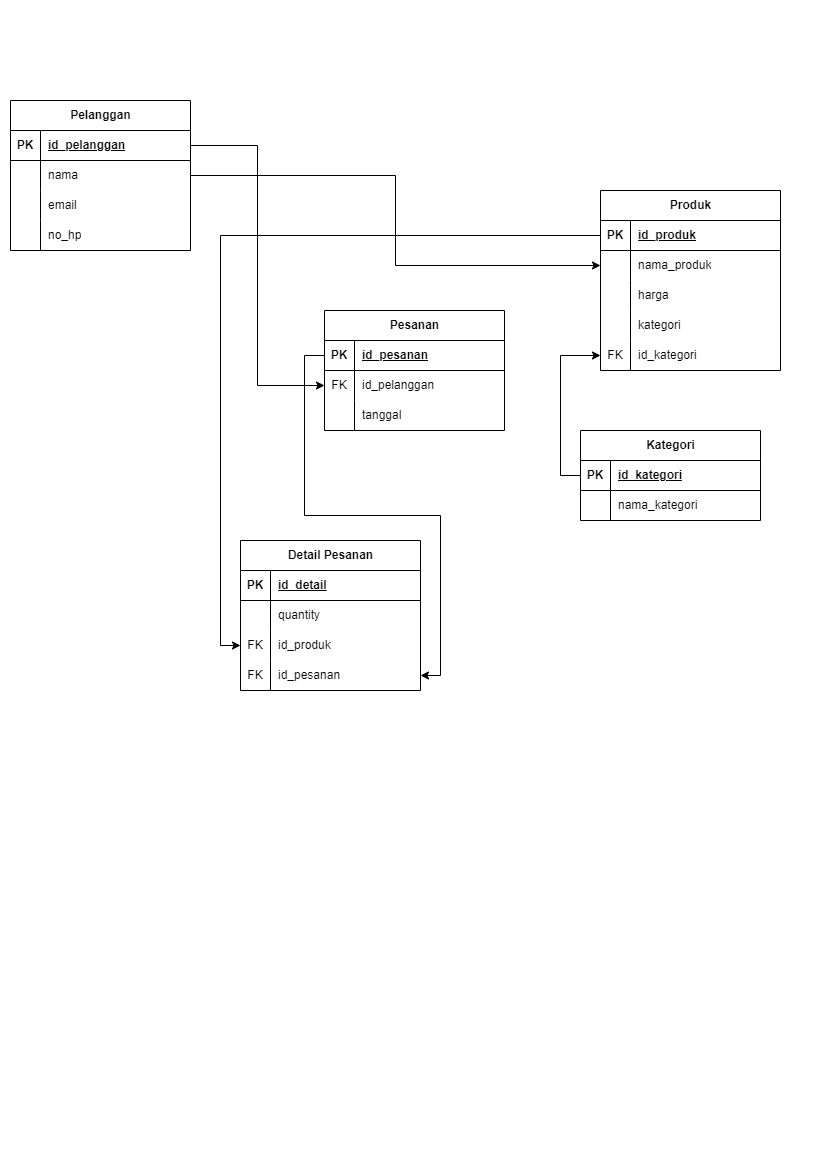 Pelanggan
PK id_pelanggan
nama
email
no_hp
Produk
PK id_produk
nama_produk
harga
kategori
FK id_kategori
Pesanan
PK id_pesanan
FK id_pelanggan
tanggal
Kategori
PK id_kategori
nama_kategori
Detail Pesanan
PK id_detail
quantity
FK id_produk
FK id_pesanan